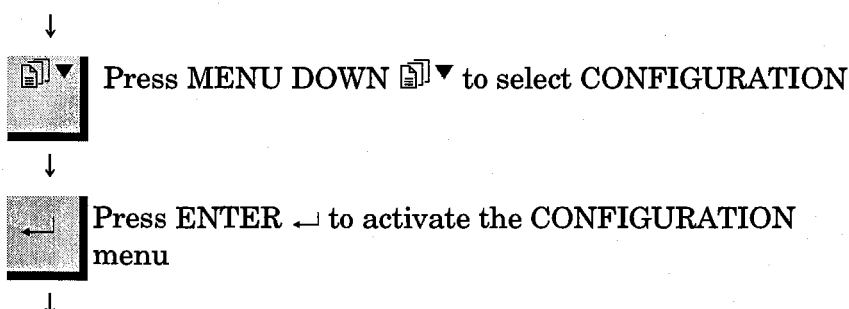 Press MENU DOWN ▼ to select CONFIGURATION
Press ENTER ↵ to activate the CONFIGURATION
menu